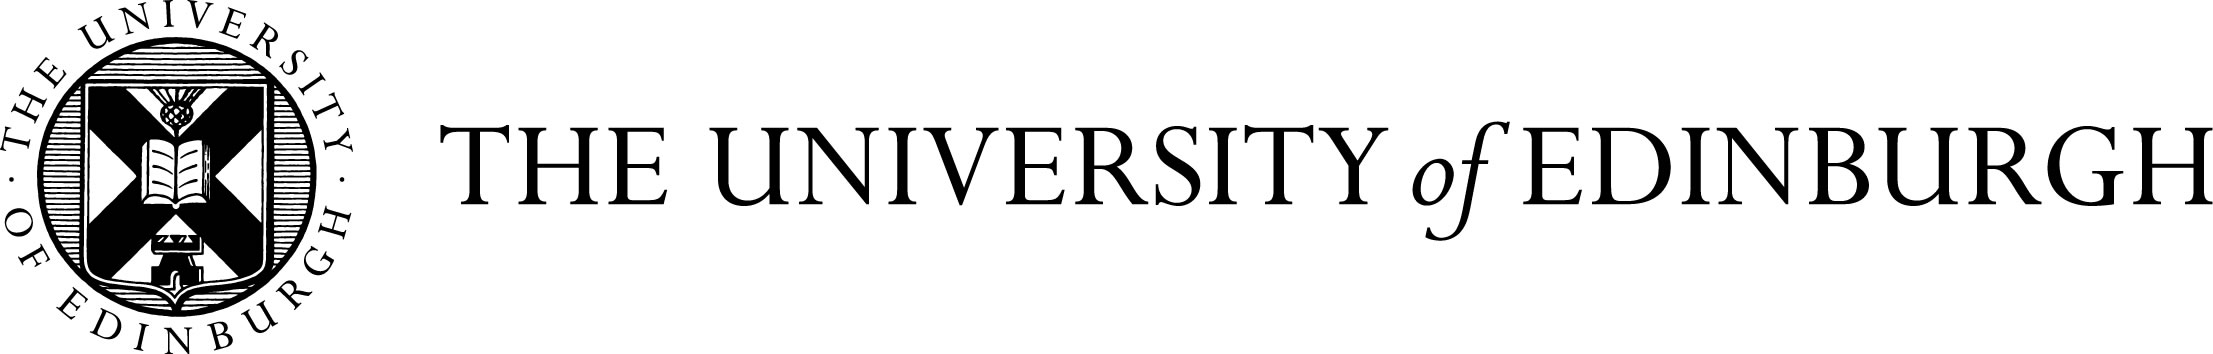 THE UNIVERSITY · OF EDINBURGH ·
THE UNIVERSITY of EDINBURGH